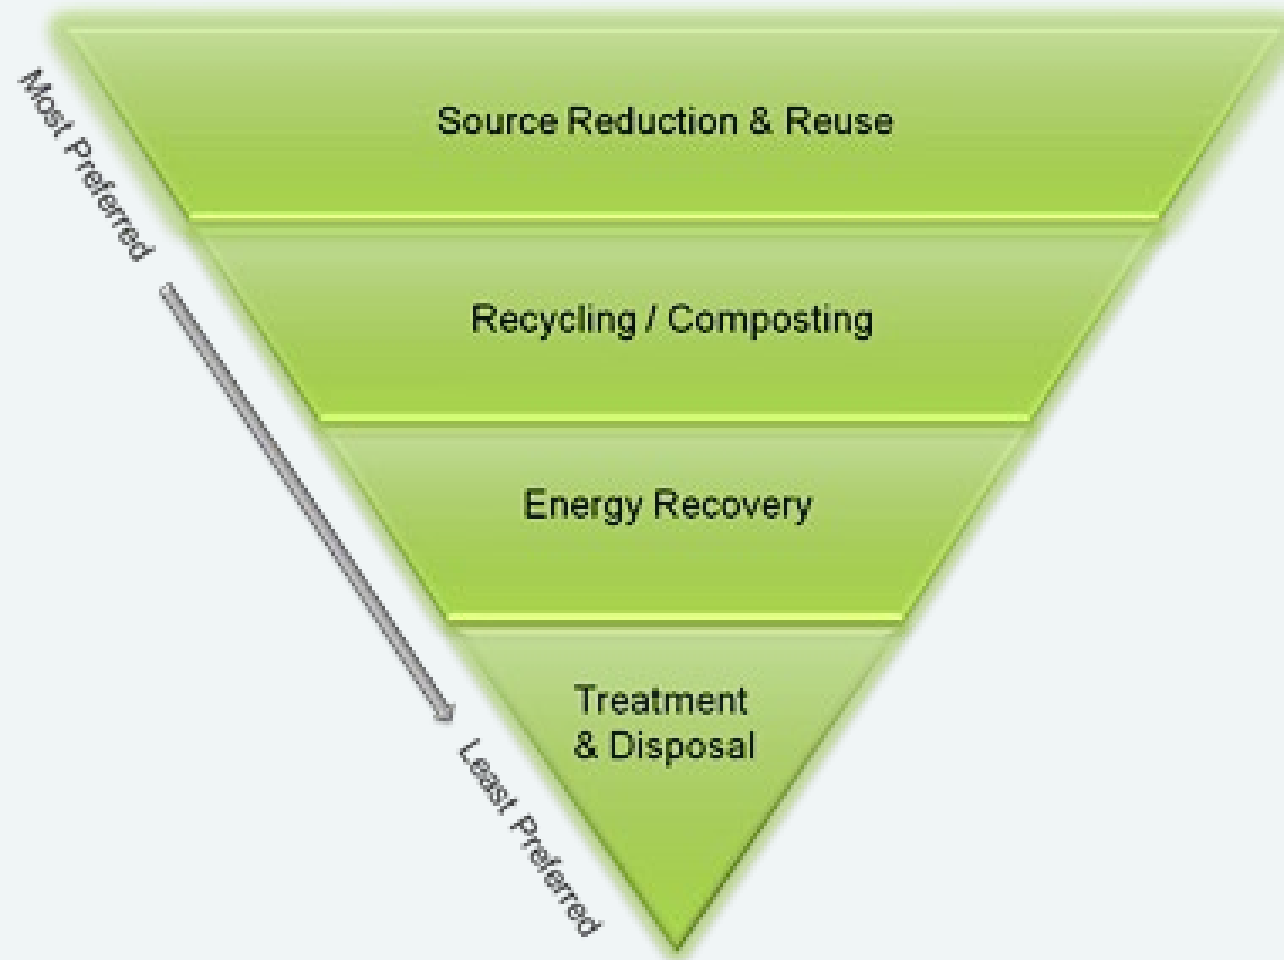 Most Preferred
Source Reduction & Reuse
Recycling / Composting
Energy Recovery
Treatment
& Disposal
Least Preferred